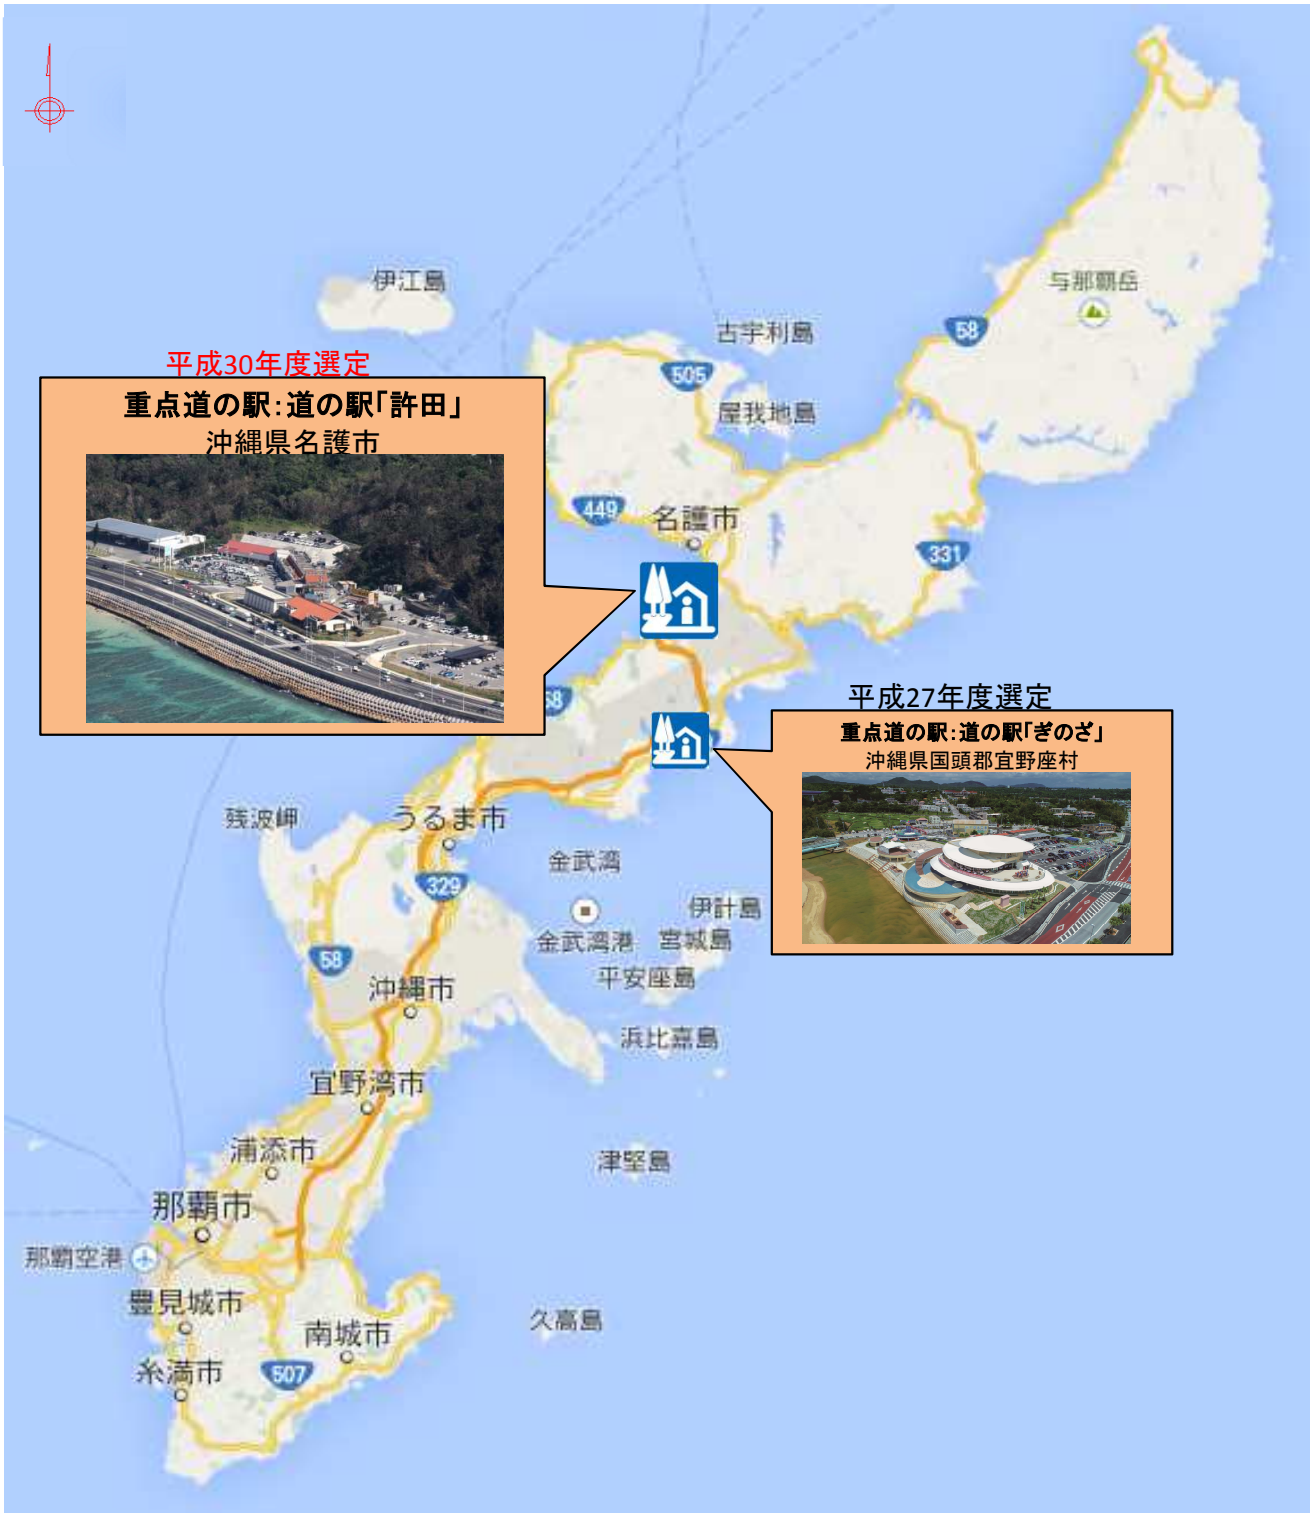 伊江島
与那覇岳
58
古宇利島
平成30年度選定
505
重点道の駅:道の駅「許田」
沖縄県名護市
屋我地島
449
名護市
331
58
平成27年度選定
重点道の駅:道の駅「ぎのざ」
沖縄県国頭郡宜野座村
残波岬
うるま市
金武湾
329
伊計島
金武湾港
宮城島
58
平安座島
沖縄市
浜比嘉島
宜野湾市
浦添市
津堅島
那覇市
那覇空港
豊見城市
久高島
南城市
糸満市
507